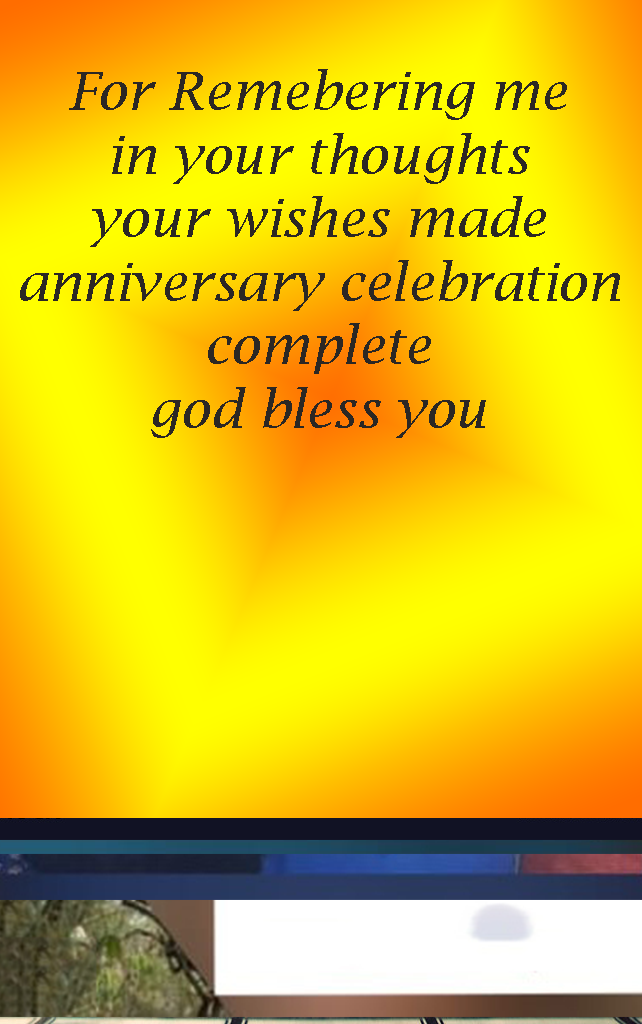 For Remebering me
in your thoughts
your wishes made
anniversary celebration
complete
god bless you